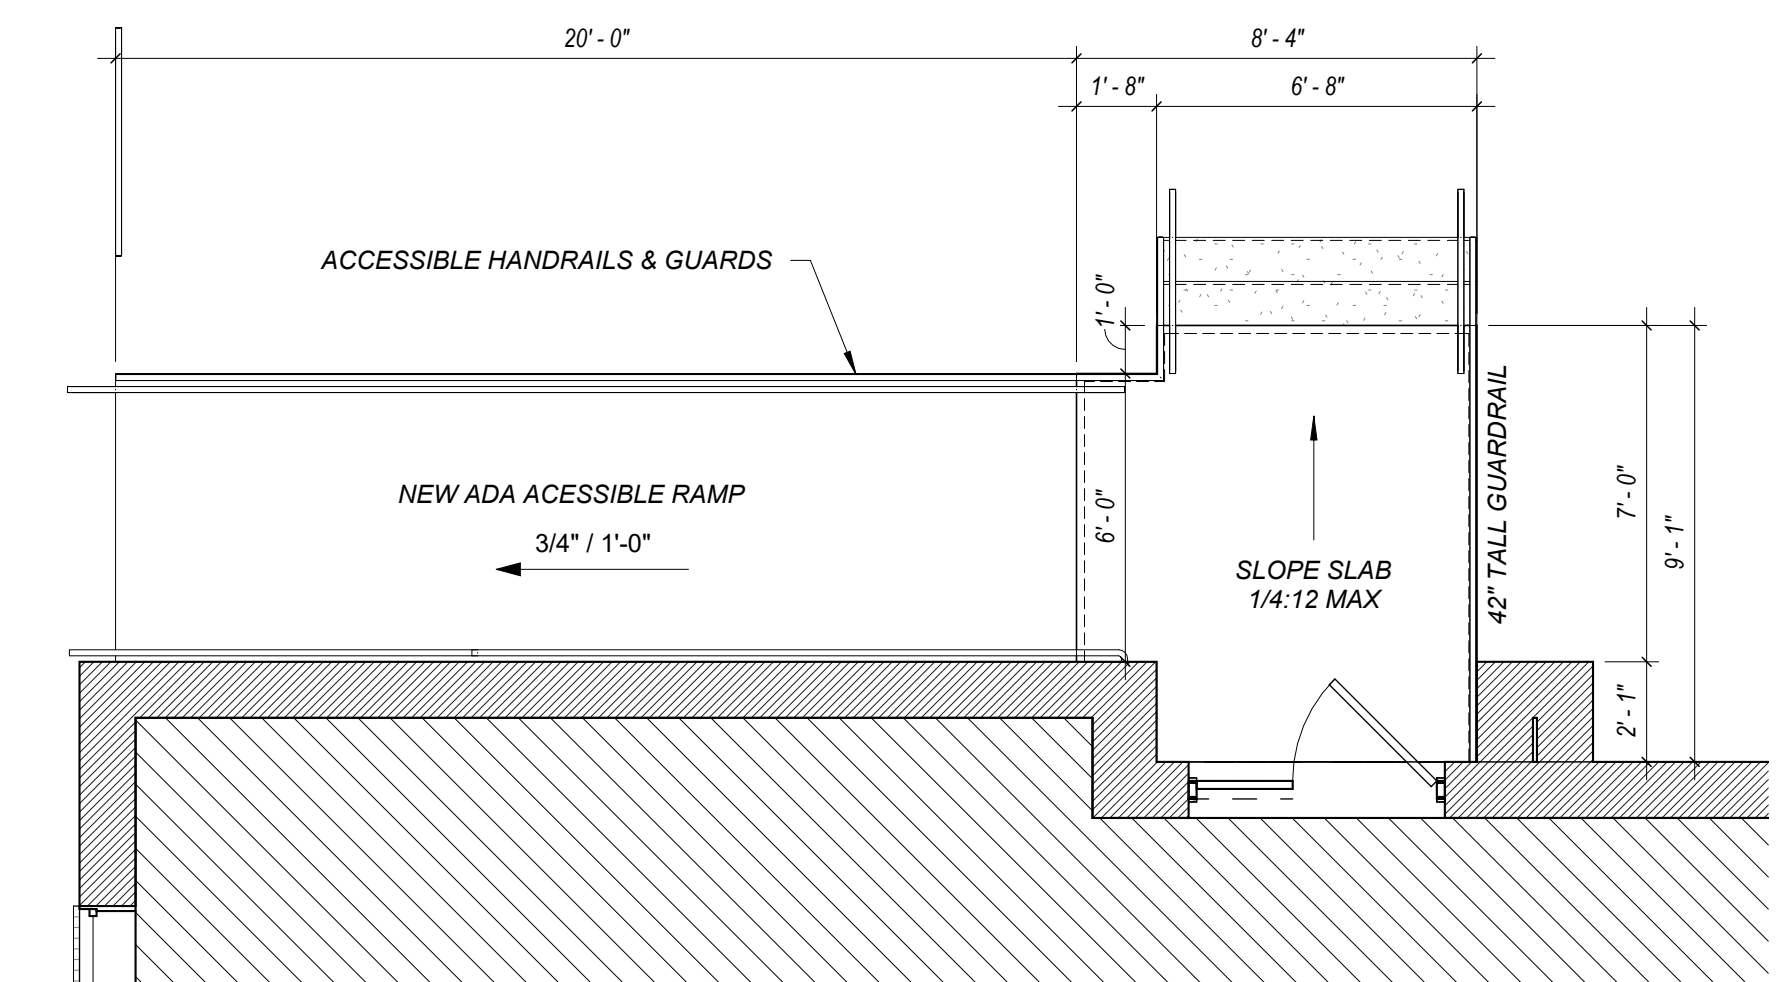 20' - 0"
8' - 4"
1' - 8"
6' - 8"
ACCESSIBLE HANDRAILS & GUARDS
1' - 0"
42" TALL GUARDRAIL
NEW ADA ACESSIBLE RAMP
3/4" / 1'-0"
6' - 0"
7' - 0"
9' - 1"
SLOPE SLAB
1/4:12 MAX
2' - 1"